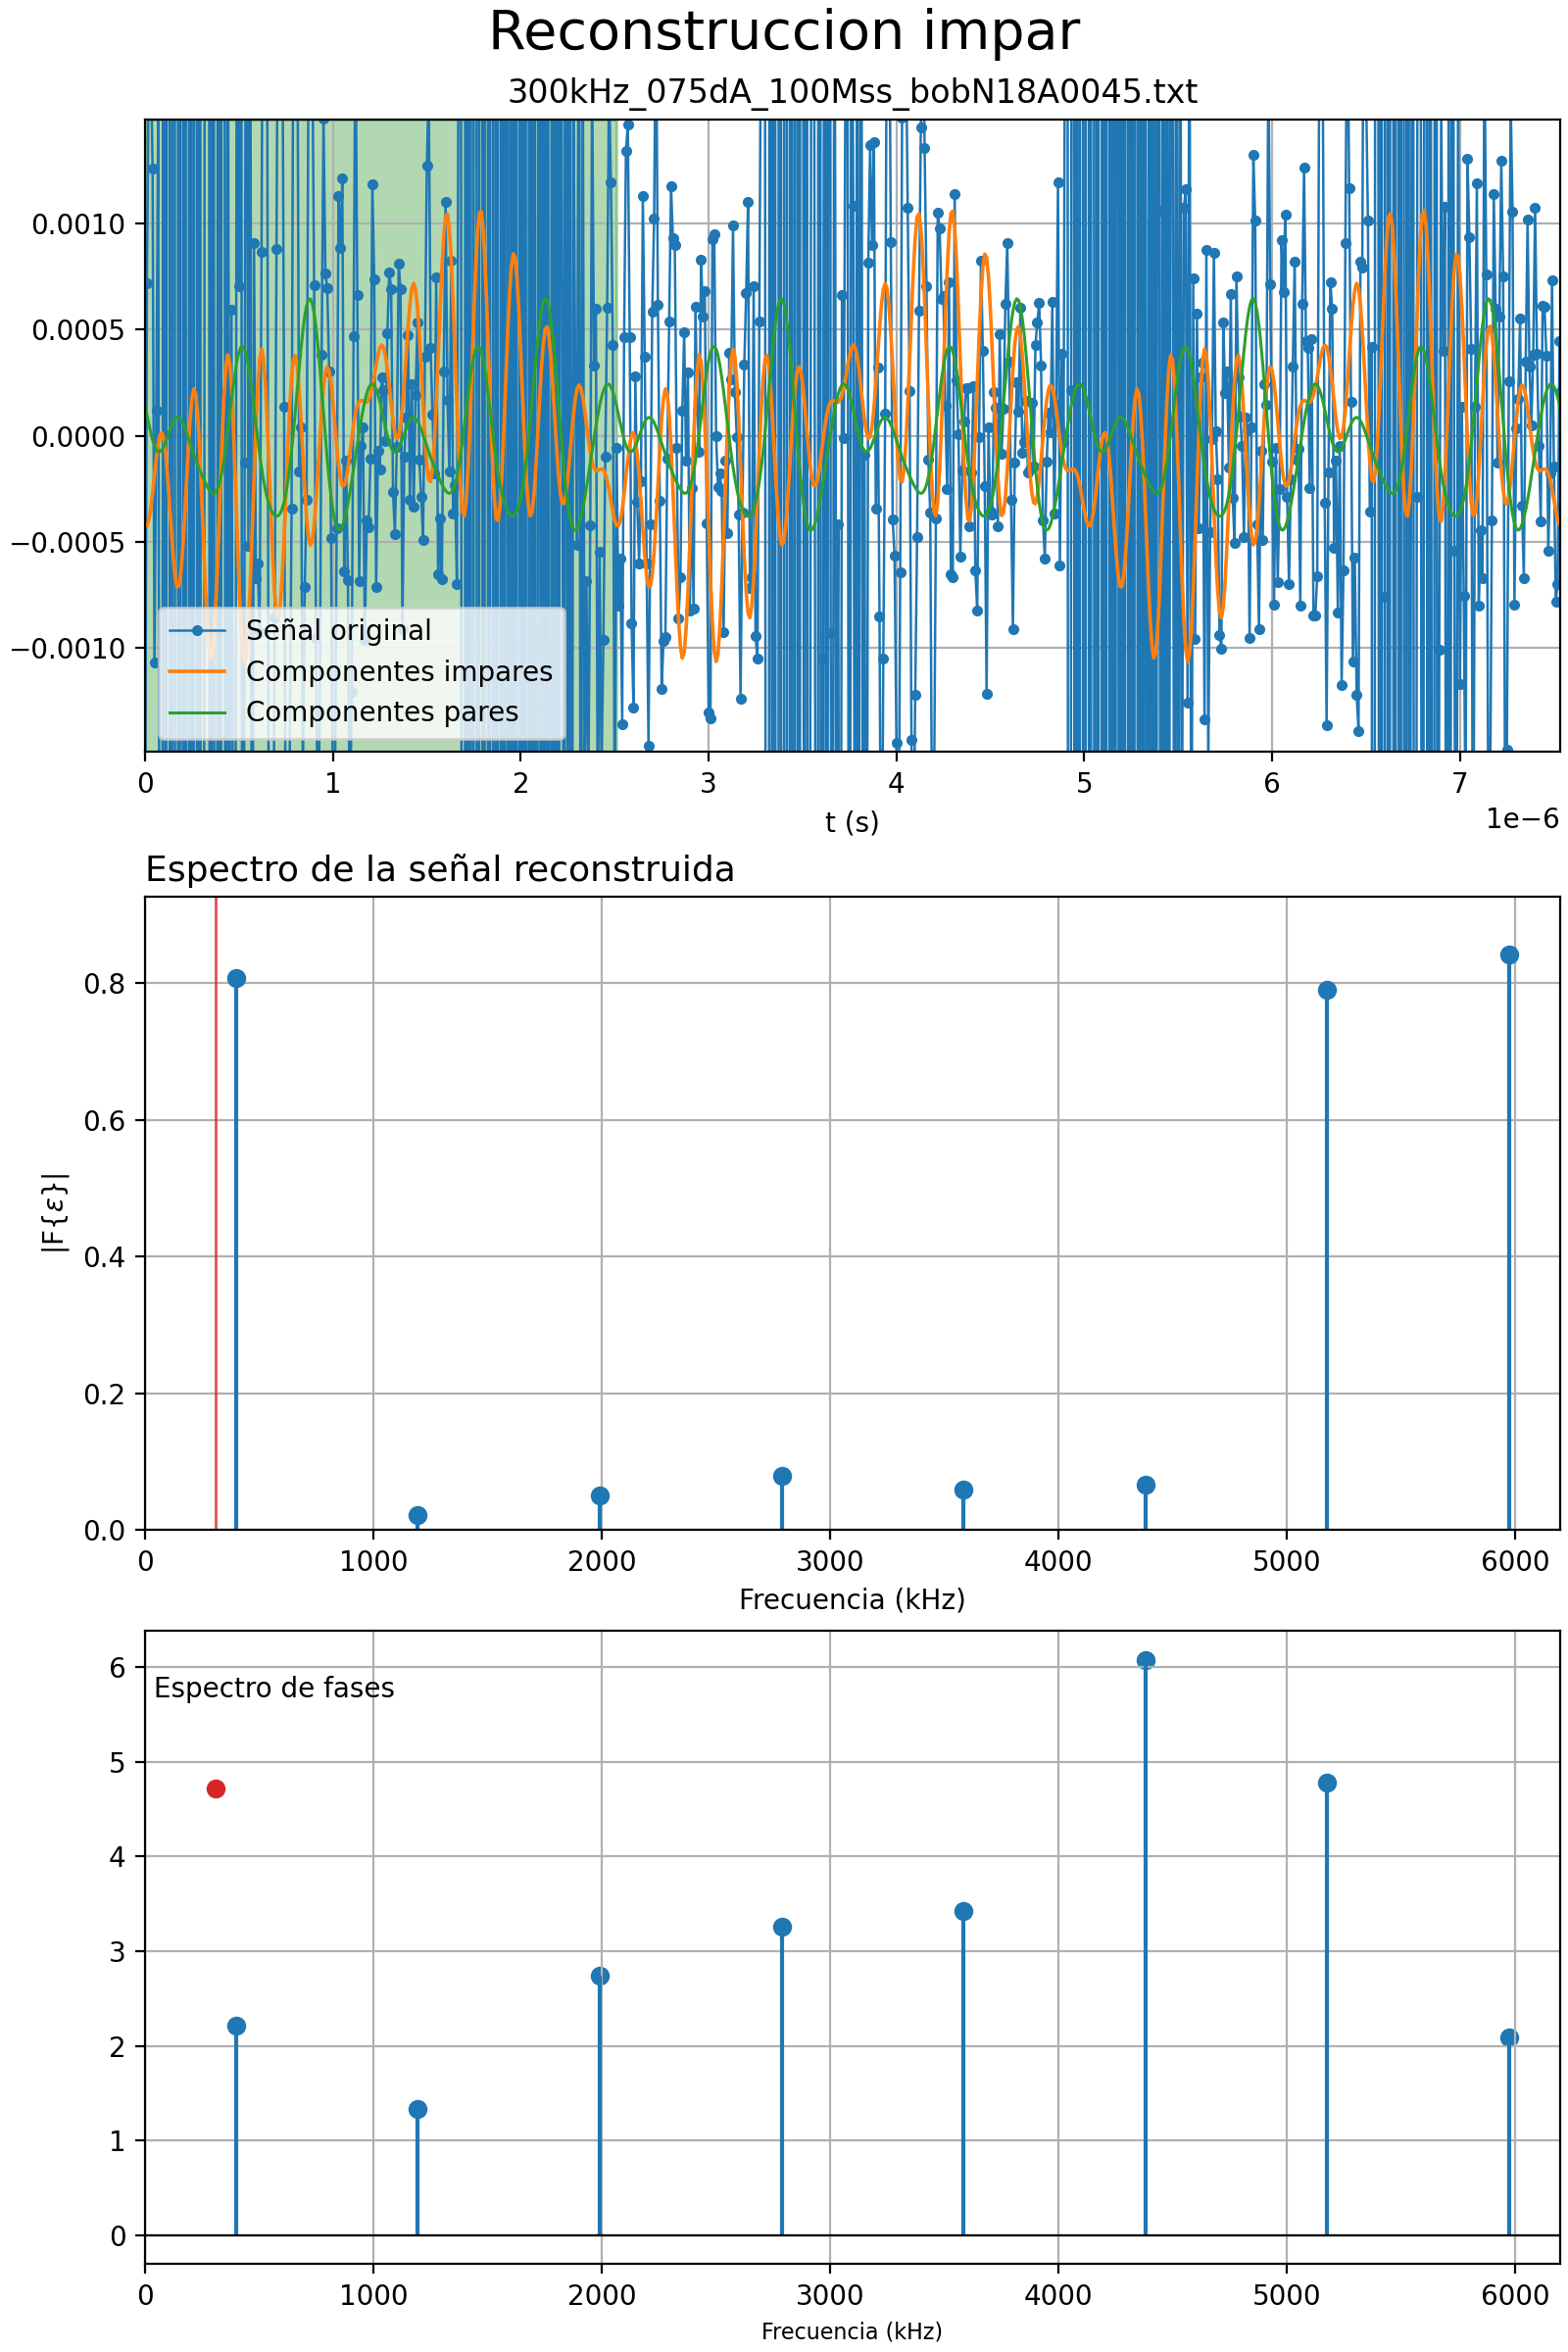 Reconstruccion impar
300kHz_075dA_100Mss_bobN18A0045.txt
0.0010
0.0005
0.0000
−0.0005
−0.0010
Señal original
Componentes impares
Componentes pares
0 1 2 3 4 5 6 7
1e−6
t (s)
Espectro de la señal reconstruida
0.8
0.6
0.4
0.2
0.0
|F{ε}|
0 1000 2000 3000 4000 5000 6000
Frecuencia (kHz)
Espectro de fases
6
5
4
3
2
1
0
0 1000 2000 3000 4000 5000 6000
Frecuencia (kHz)